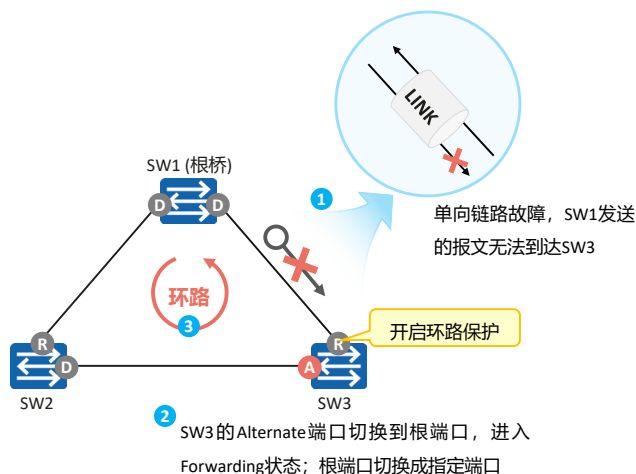 LINK
SW1 (根桥)
D
D
1
单向链路故障，SW1发送
的报文无法到达SW3
环路
3
开启环路保护
R
R
D
A
SW2
SW3
2
SW3的Alternate端口切换到根端口，进入
Forwarding状态；根端口切换成指定端口